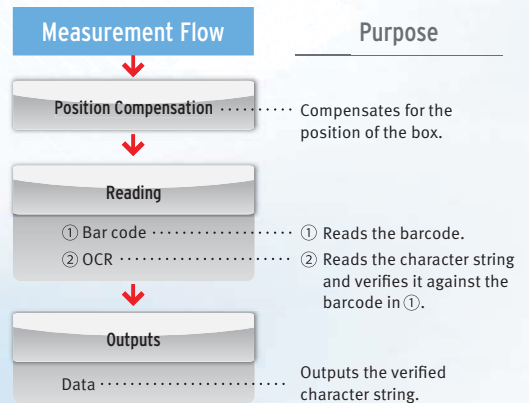 Measurement Flow
Purpose
Position Compensation ·········· Compensates for the
position of the box.
Reading
① Bar code ·················· ① Reads the barcode.
② OCR ······················ ② Reads the character string
and verifies it against the
barcode in ①.
Outputs
Data ························ Outputs the verified
character string.